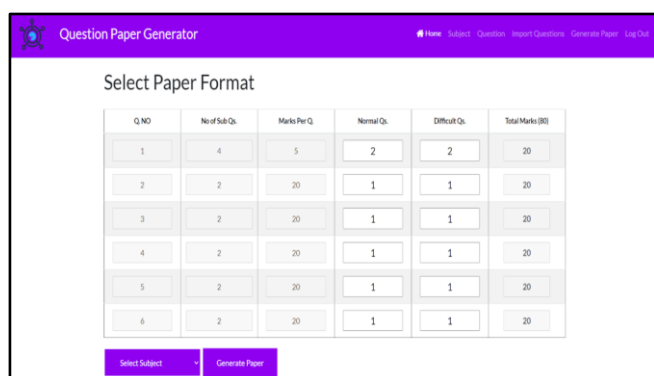 Question Paper Generator Home Subject Question Import Questions Generate Paper Log Out
Select Paper Format
Q. NO No of Sub Qs. Marks Per Q. Normal Qs. Difficult Qs. Total Marks (80)
1 4 5 2 2 20
2 2 20 1 1 20
3 2 20 1 1 20
4 2 20 1 1 20
5 2 20 1 1 20
6 2 20 1 1 20
Select Subject Generate Paper